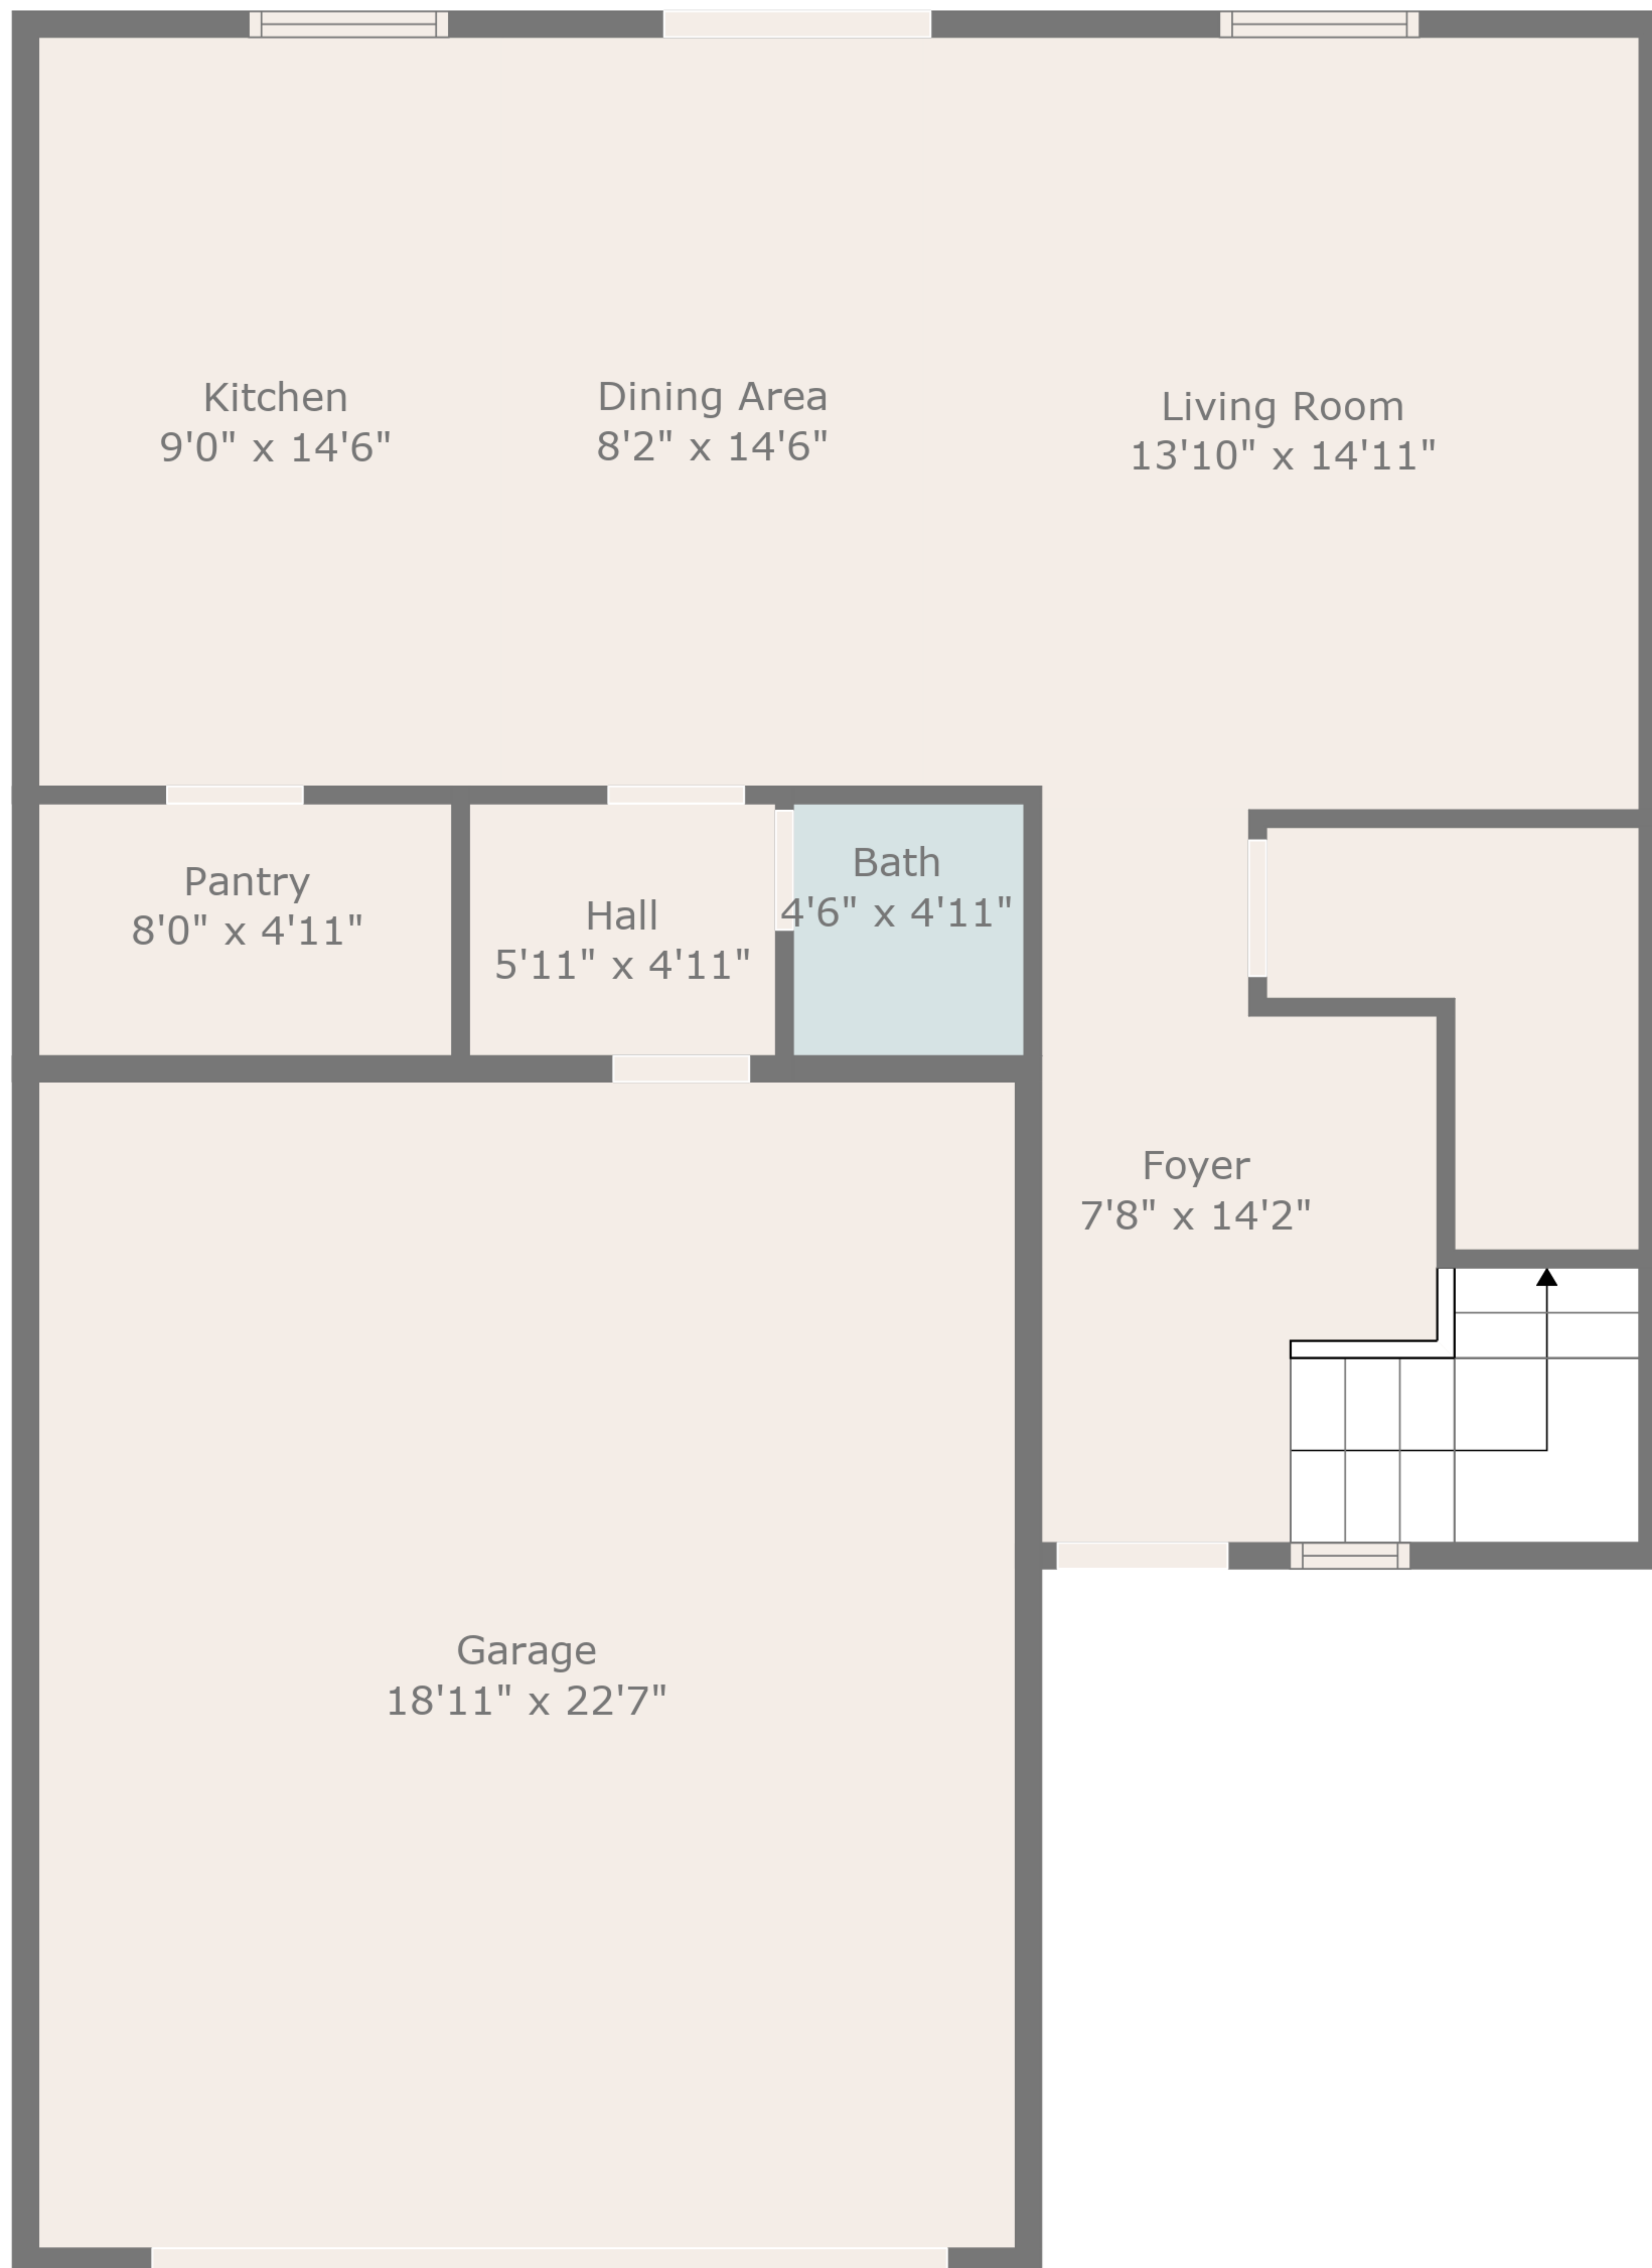 Kitchen
9'0" x 14'6"
Dining Area
8'2" x 14'6"
Living Room
13'10" x 14'11"
Pantry
8'0" x 4'11"
Hall
5'11" x 4'11"
Bath
4'6" x 4'11"
Foyer
7'8" x 14'2"
Garage
18'11" x 22'7"